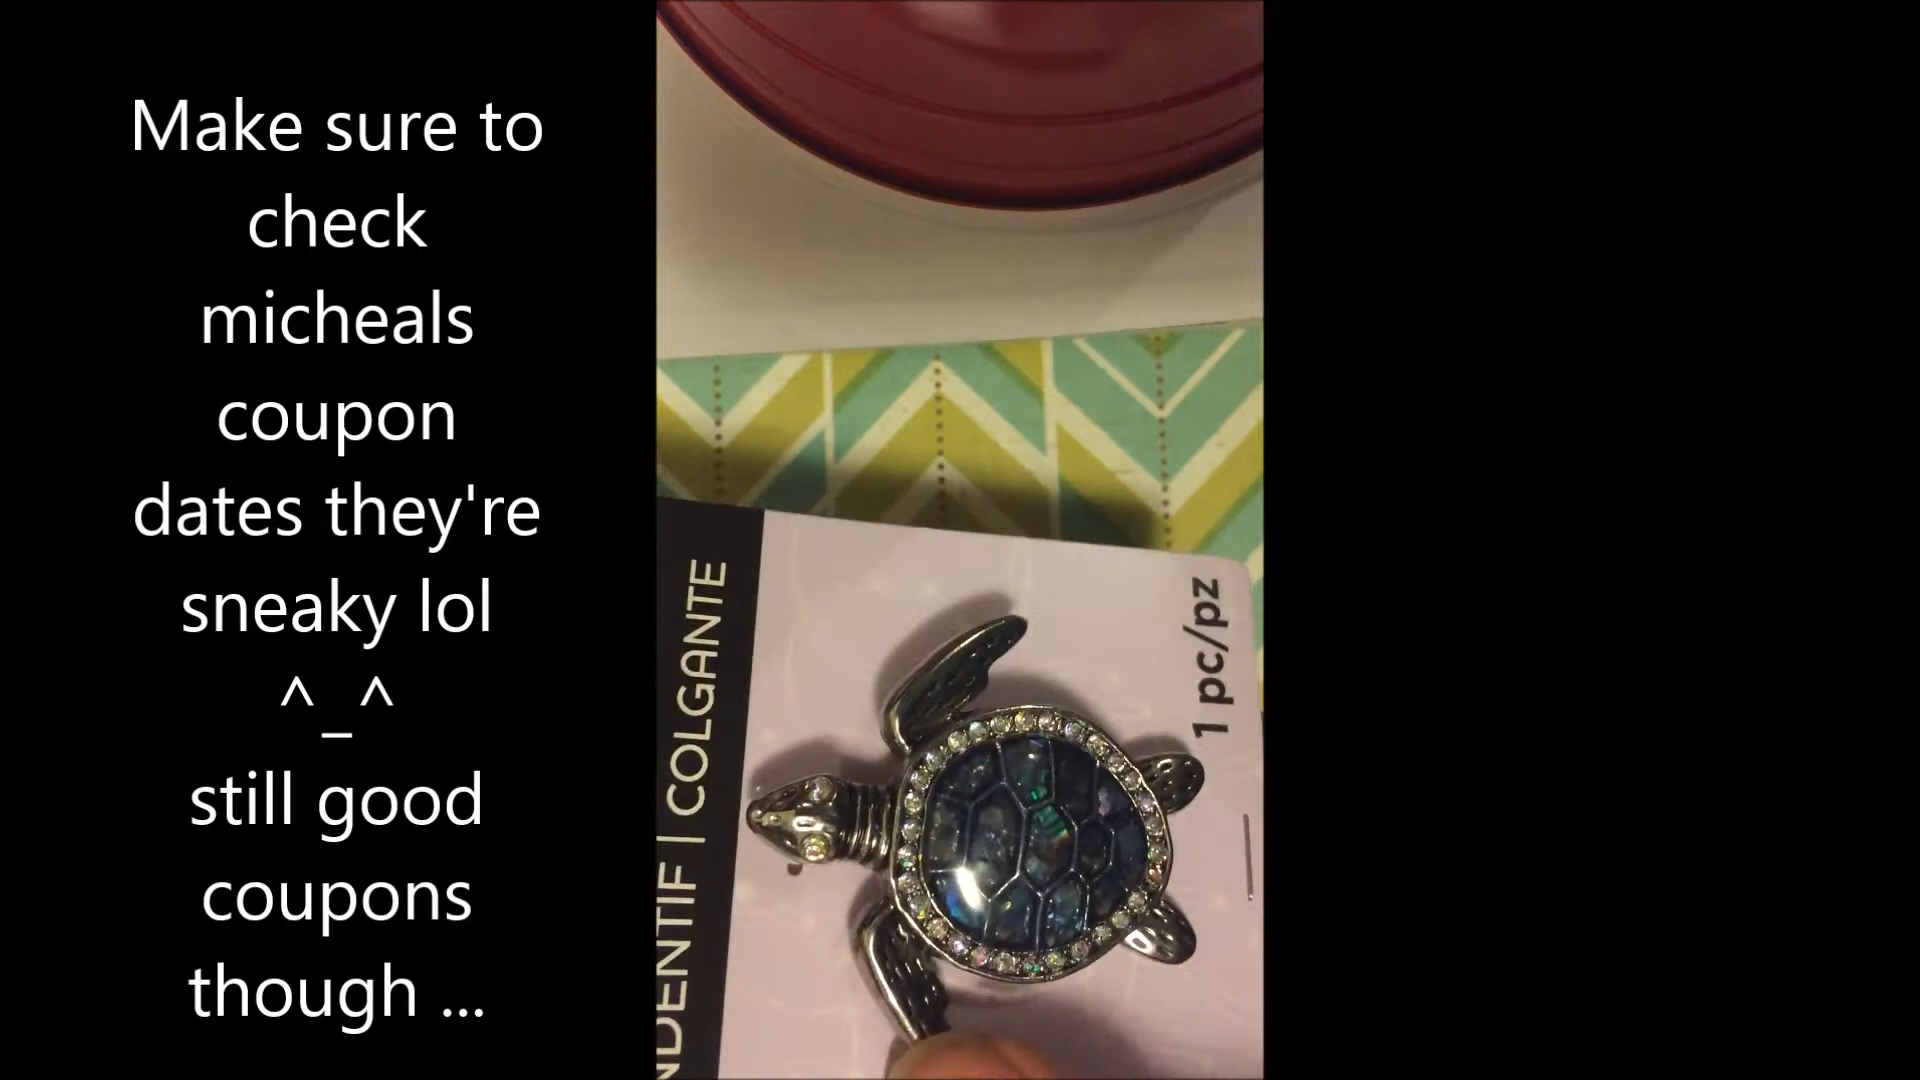 Make sure to
check
micheals
coupon
dates they're
sneaky lol
^_^
still good
coupons
though ...
NDENTIF | COLGANTE
1 pc/pz